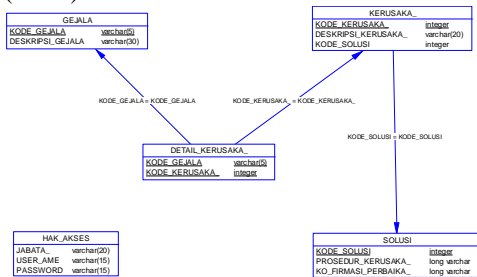 GEJALA
KODE_GEJALA varchar(5)
DESKRIPSI_GEJALA varchar(30)
KERUSAKA_
KODE_KERUSAKA_ integer
DESKRIPSI_KERUSAKA_ varchar(20)
KODE_SOLUSI integer
KODE_GEJALA = KODE_GEJALA
KODE_KERUSAKA_ = KODE_KERUSAKA_
KODE_SOLUSI = KODE_SOLUSI
DETAIL_KERUSAKA_
KODE_GEJALA varchar(5)
KODE_KERUSAKA_ integer
HAK_AKSES
JABATA_ varchar(20)
USER_AME varchar(15)
PASSWORD varchar(15)
SOLUSI
KODE_SOLUSI integer
PROSEDUR_KERUSAKA_ long varchar
KO_FIRMASI_PERBAIKA_ long varchar